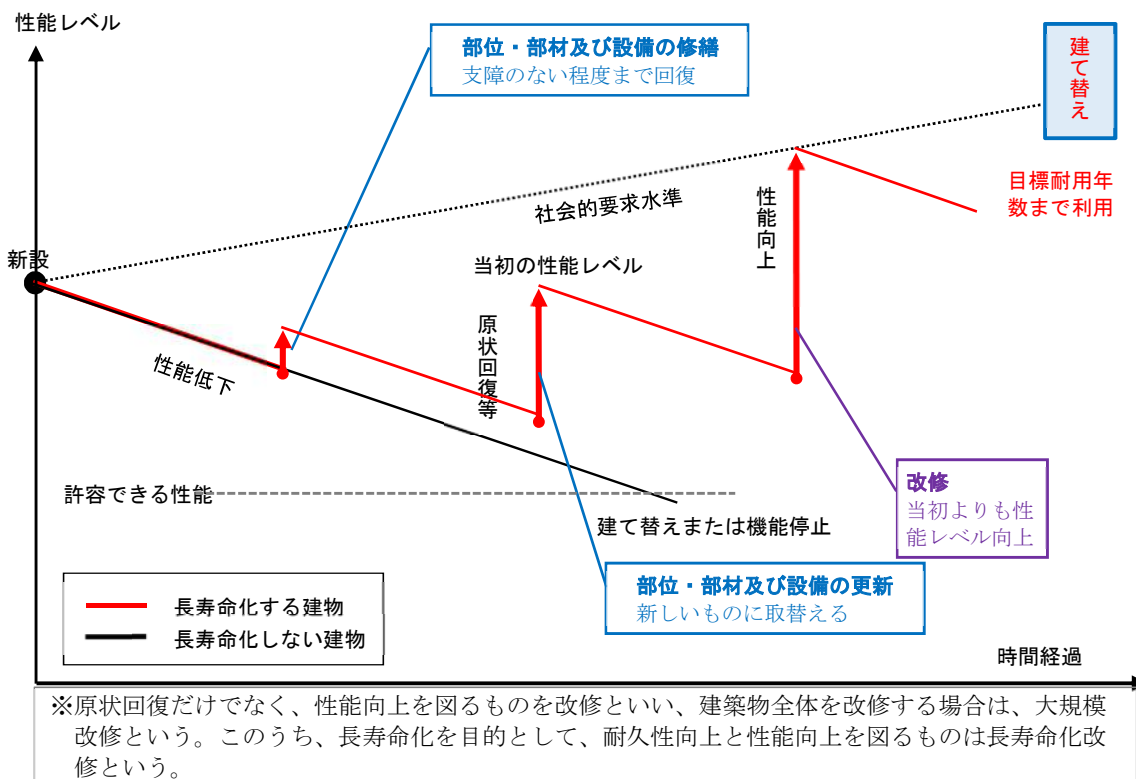 性能レベル
部位・部材及び設備の修繕
支障のない程度まで回復
建て替え
目標耐用年
数まで利用
社会的要求水準
性能向上
新設
当初の性能レベル
原状回復等
性能低下
許容できる性能
建て替えまたは機能停止
改修
当初よりも性
能レベル向上
部位・部材及び設備の更新
新しいものに取替える
長寿命化する建物
長寿命化しない建物
時間経過
※原状回復だけでなく、性能向上を図るものを改修といい、建築物全体を改修する場合は、大規模
改修という。このうち、長寿命化を目的として、耐久性向上と性能向上を図るものは長寿命化改
修という。